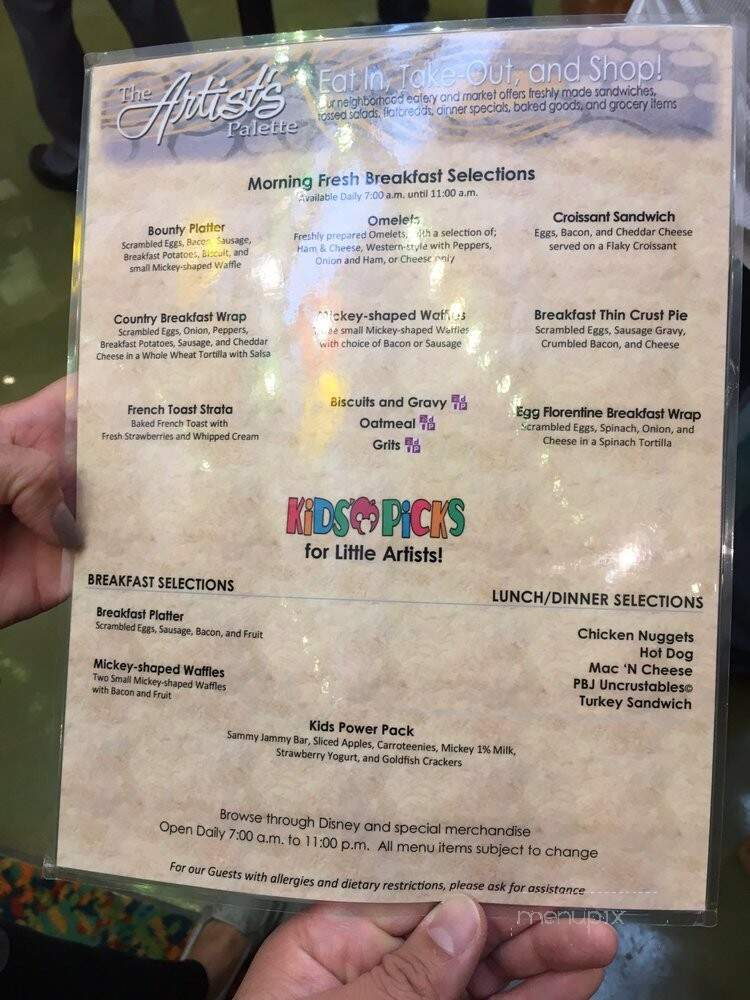 The Artist's Palette
Eat In, Take-Out, and Shop!
Our neighborhood eatery and market offers freshly made sandwiches,
tossed salads, flatbreads, dinner specials, baked goods, and grocery items
Morning Fresh Breakfast Selections
Available Daily 7:00 a.m. until 11:00 a.m.
Bounty Platter
Scrambled Eggs, Bacon, Sausage,
Breakfast Potatoes, Biscuit, and
small Mickey-shaped Waffle
Omelets
Freshly prepared Omelets, with a selection of;
Ham & Cheese, Western-style with Peppers,
Onion and Ham, or Cheese only
Croissant Sandwich
Eggs, Bacon, and Cheddar Cheese
served on a Flaky Croissant
Country Breakfast Wrap
Scrambled Eggs, Onion, Peppers,
Breakfast Potatoes, Sausage, and Cheddar
Cheese in a Whole Wheat Tortilla with Salsa
Mickey-shaped Waffles
Three small Mickey-shaped Waffles
with choice of Bacon or Sausage
Breakfast Thin Crust Pie
Scrambled Eggs, Sausage Gravy,
Crumbled Bacon, and Cheese
French Toast Strata
Baked French Toast with
Fresh Strawberries and Whipped Cream
Biscuits and Gravy
Oatmeal
Grits
Egg Florentine Breakfast Wrap
Scrambled Eggs, Spinach, Onion, and
Cheese in a Spinach Tortilla
KiDS' PiCKS
for Little Artists!
BREAKFAST SELECTIONS
Breakfast Platter
Scrambled Eggs, Sausage, Bacon, and Fruit
Mickey-shaped Waffles
Two Small Mickey-shaped Waffles
with Bacon and Fruit
LUNCH/DINNER SELECTIONS
Chicken Nuggets
Hot Dog
Mac 'N Cheese
PBJ Uncrustables©
Turkey Sandwich
Kids Power Pack
Sammy Jammy Bar, Sliced Apples, Carroteenies, Mickey 1% Milk,
Strawberry Yogurt, and Goldfish Crackers
Browse through Disney and special merchandise
Open Daily 7:00 a.m. to 11:00 p.m. All menu items subject to change
For our Guests with allergies and dietary restrictions, please ask for assistance
menupix